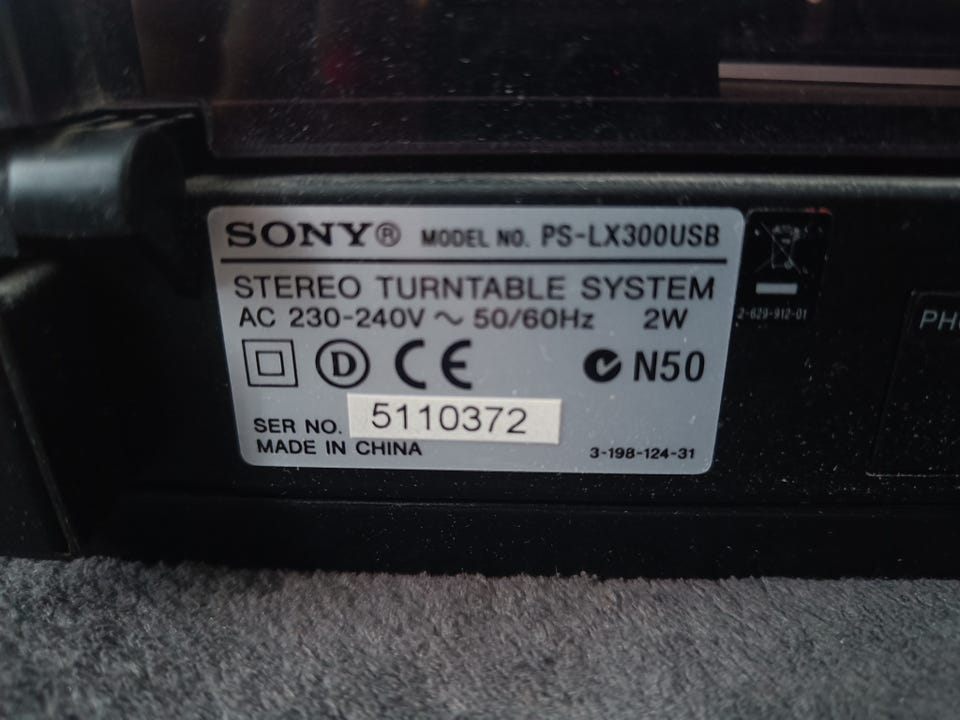 SONY® MODEL NO. PS-LX300USB
STEREO TURNTABLE SYSTEM
AC 230-240V ~ 50/60Hz 2W
D CE N50
SER NO. 5110372
MADE IN CHINA 3-198-124-31
2-629-912-01